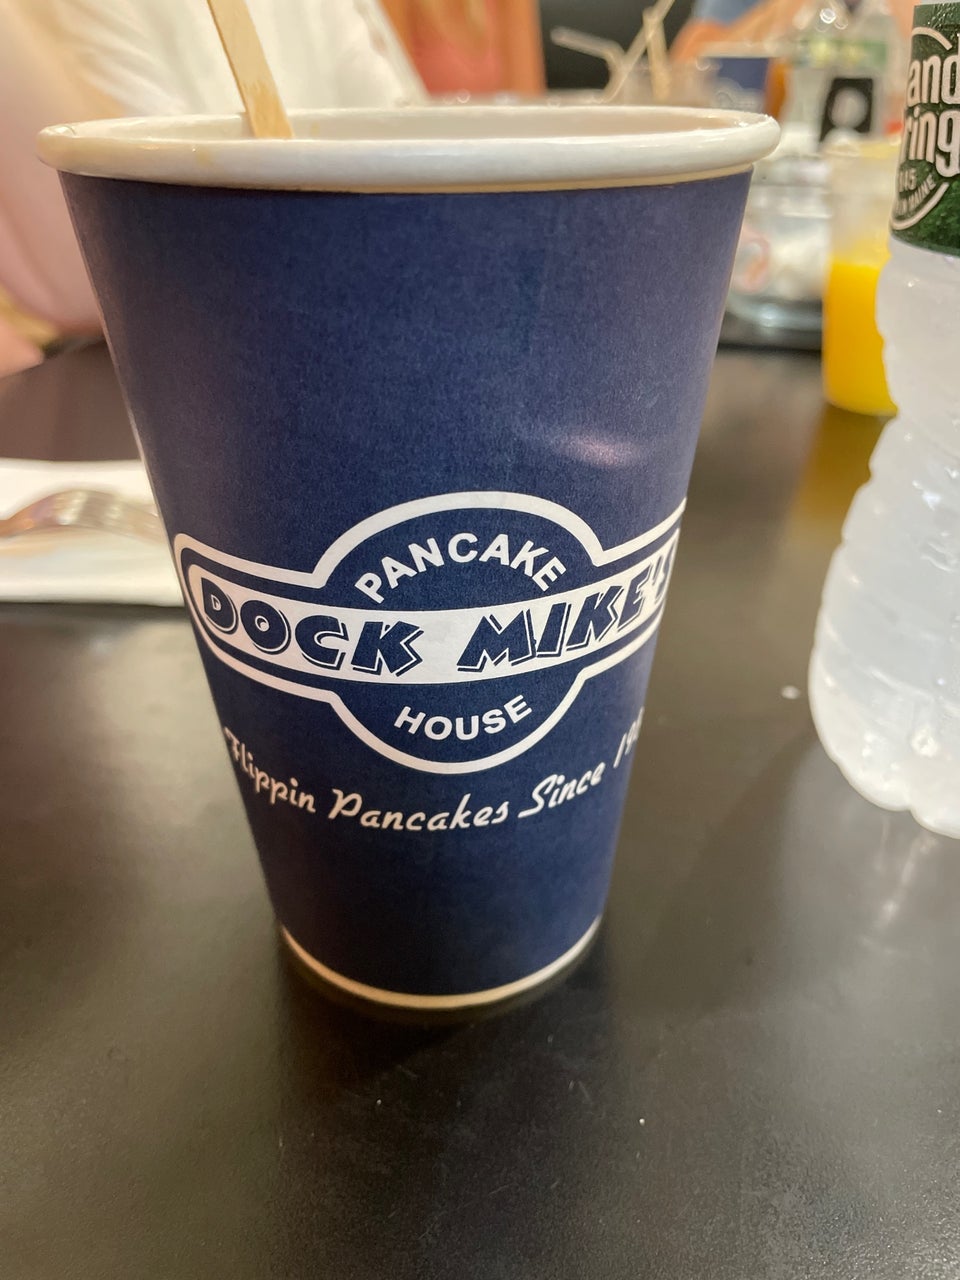 PANCAKE
DOCK MIKE'S
HOUSE
Flippin Pancakes Since